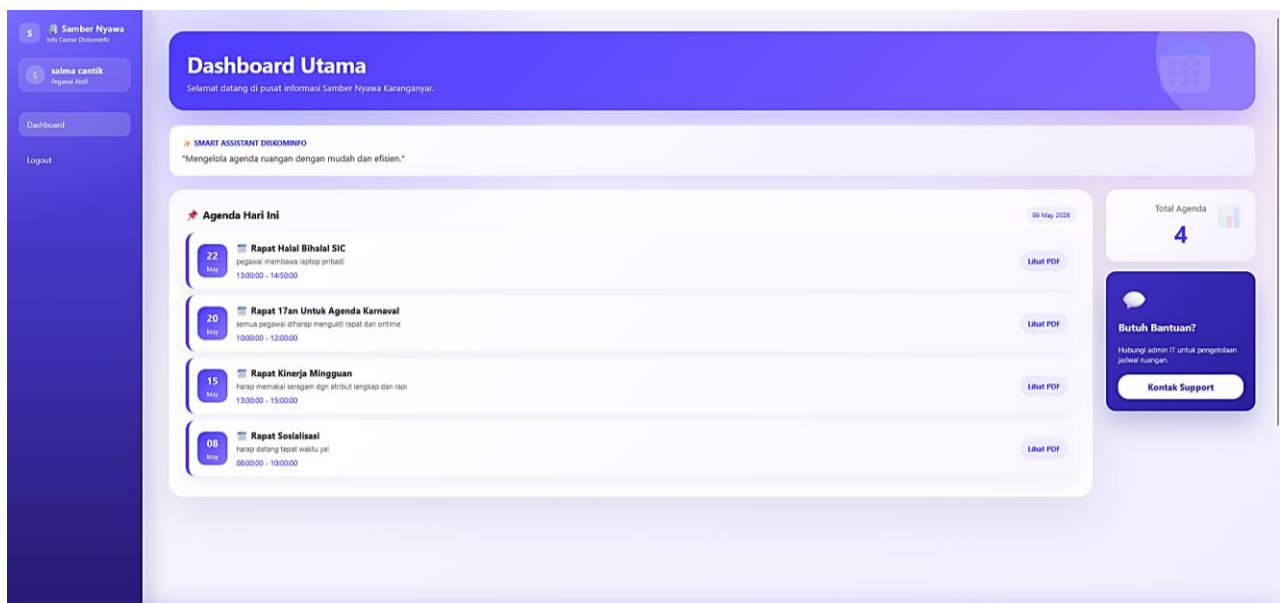 S
Samber Nyawa
Info Center Diskominfo
S
salma cantik
Pegawai Aktif
Dashboard
Logout
Dashboard Utama
Selamat datang di pusat informasi Samber Nyawa Karanganyar.
SMART ASSISTANT DISKOMINFO
"Mengelola agenda ruangan dengan mudah dan efisien."
Agenda Hari Ini
09 May 2026
22
May
Rapat Halal Bihalal SIC
pegawai membawa laptop pribadi
13:00:00 - 14:50:00
Lihat PDF
20
May
Rapat 17an Untuk Agenda Karnaval
semua pegawai diharap mengukti rapat dan ontime
10:00:00 - 12:00:00
Lihat PDF
15
May
Rapat Kinerja Mingguan
harap memakai seragam dgn atribut lengkap dan rapi
13:00:00 - 15:00:00
Lihat PDF
08
May
Rapat Sosialisasi
harap datang tepat waktu ya!
08:00:00 - 10:00:00
Lihat PDF
Total Agenda
4
Butuh Bantuan?
Hubungi admin IT untuk pengelolaan
jadwal ruangan.
Kontak Support